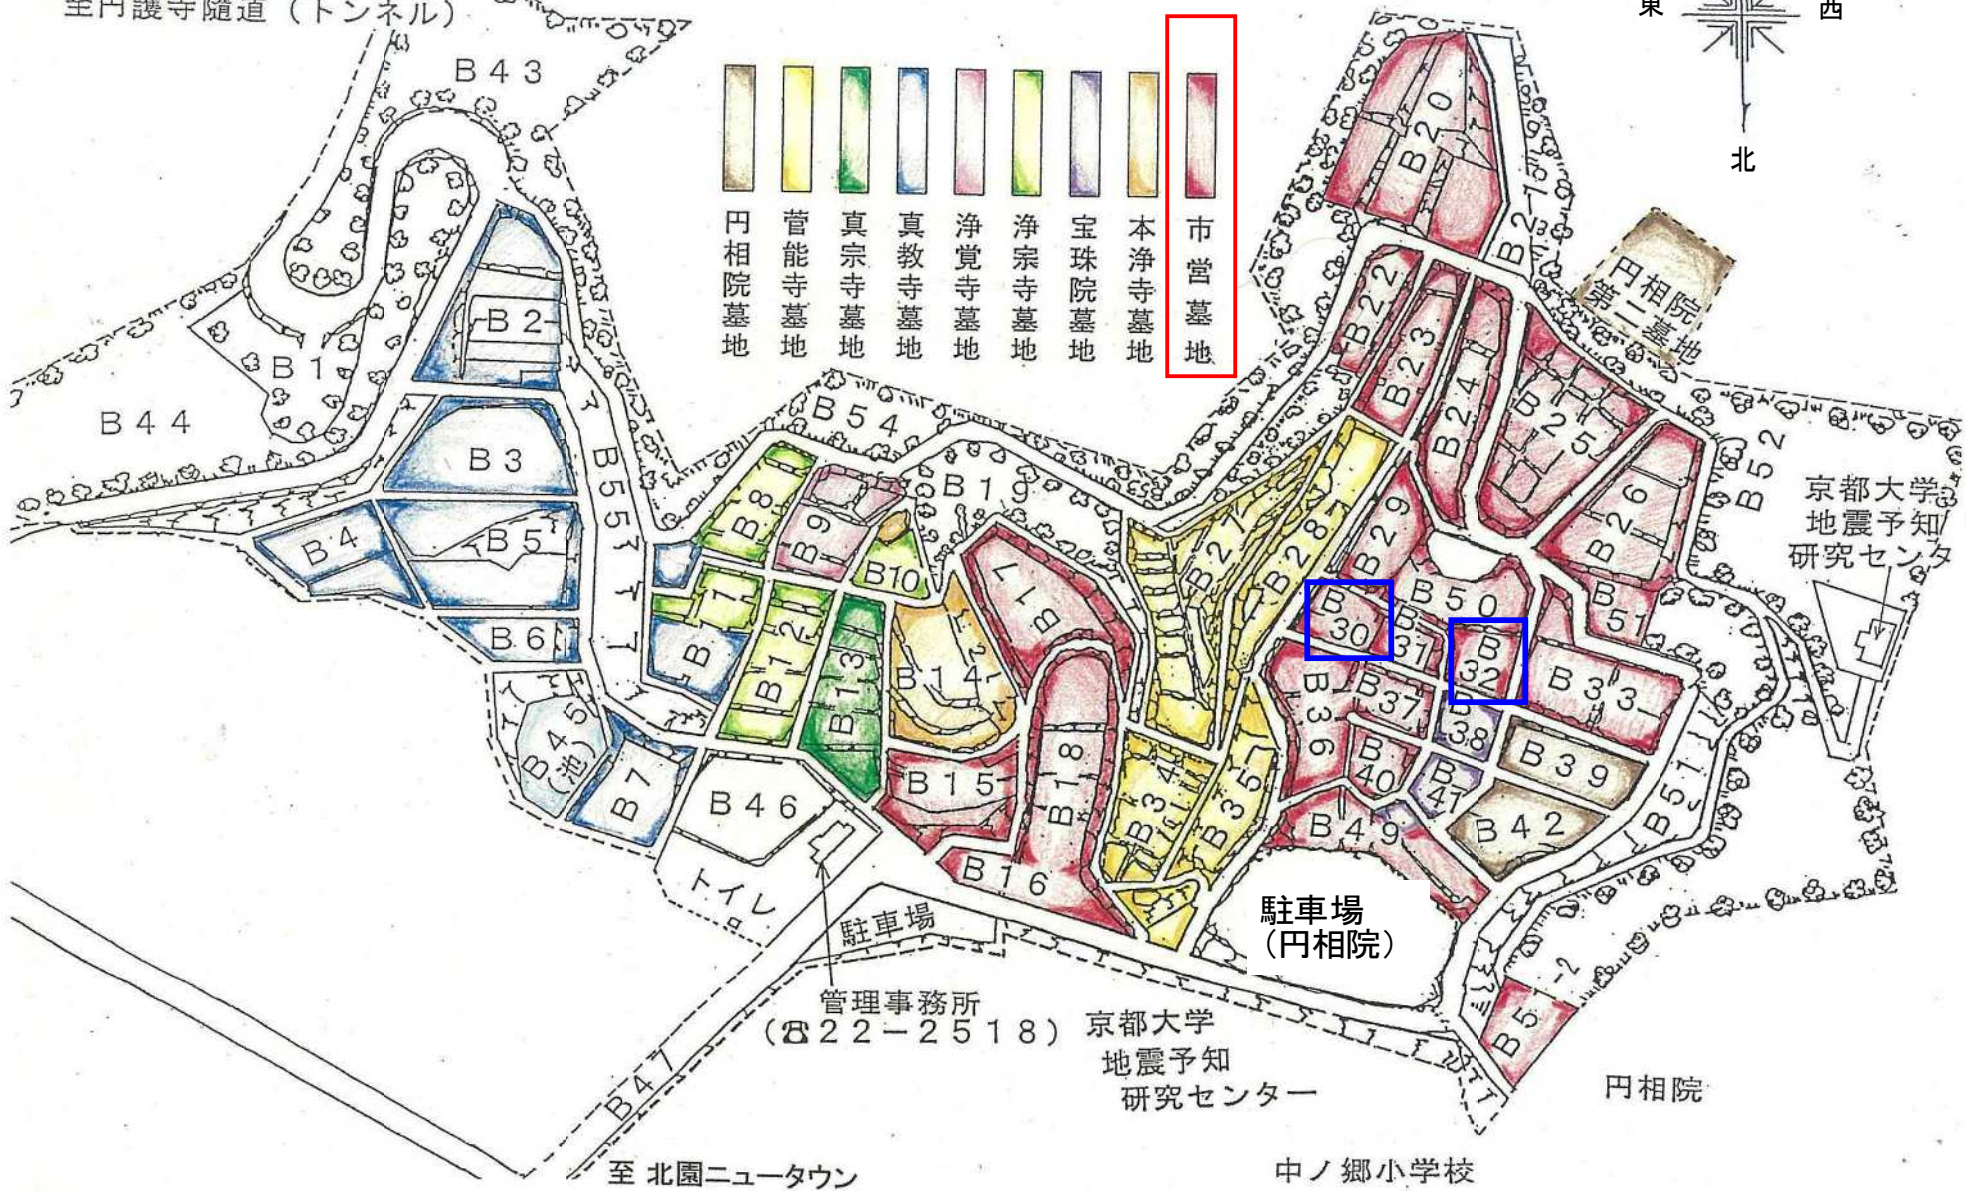 至円護寺隧道（トンネル）
東
西
北
円相院墓地
菅能寺墓地
真宗寺墓地
真教寺墓地
浄覚寺墓地
浄宗寺墓地
宝珠院墓地
本浄寺墓地
市営墓地
B43
B20
B21
円相院
第二墓地
B2
B1
B44
B22
B23
B24
B25
B54
B52
B3
B55
B19
B26
京都大学
地震予知
研究センタ
B8
B9
B4
B5
B27
B28
B29
B10
B17
B50
B51
B
30
B
31
B
32
B6
B11
B12
B13
B14
B33
B36
B37
B
38
B45
（池）
B7
B46
B15
B18
B34
B35
B
40
B
41
B39
B42
B51
B49
B16
トイレ
駐車場
駐車場
（円相院）
管理事務所
（☎22－2518）
京都大学
地震予知
研究センター
B5
-2
B47
円相院
至 北園ニュータウン
中ノ郷小学校